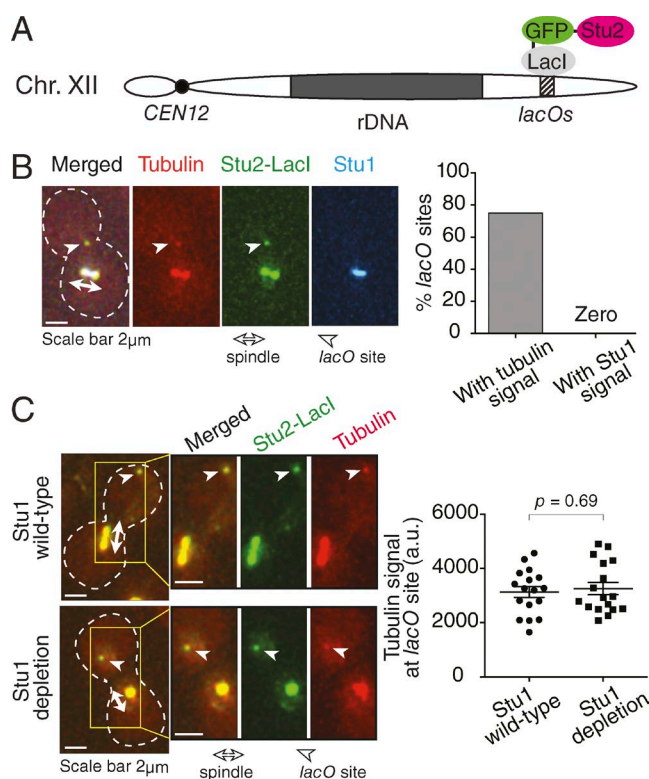 A
GFP
Stu2
LacI
Chr. XII
CEN12
rDNA
lacOs
B
Merged
Tubulin
Stu2-LacI
Stu1
Scale bar 2μm
spindle
lacO site
% lacO sites
100
80
60
40
20
0
Zero
With tubulin
signal
With Stu1
signal
C
Merged
Stu2-LacI
Tubulin
Stu1
wild-type
Stu1
depletion
Scale bar 2μm
spindle
lacO site
p = 0.69
Tubulin signal
at lacO site (a.u.)
6000
4000
2000
0
Stu1
wild-type
Stu1
depletion